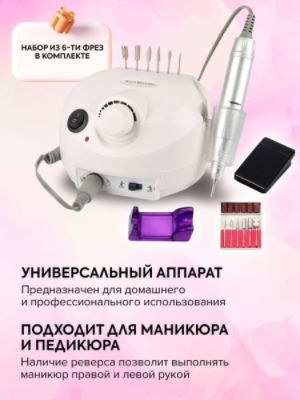 НАБОР ИЗ 6-ТИ ФРЕЗ
В КОМПЛЕКТЕ
УНИВЕРСАЛЬНЫЙ АППАРАТ
Предназначен для домашнего
и профессионального использования
ПОДХОДИТ ДЛЯ МАНИКЮРА
И ПЕДИКЮРА
Наличие реверса позволит выполнять
маникюр правой и левой рукой